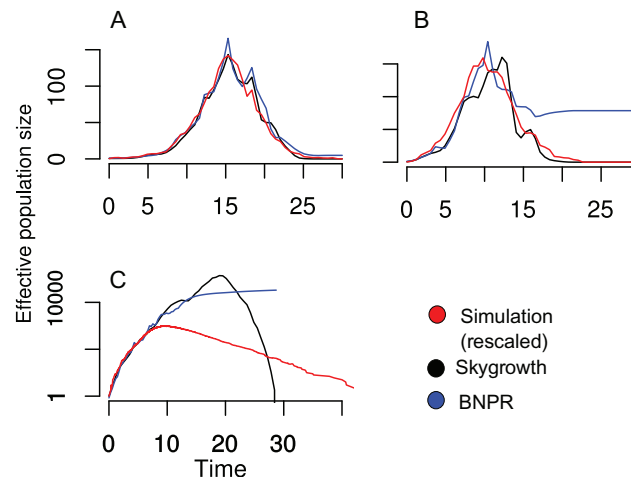 A
B
100
0
0 5 15 25
0 5 15 25
Effective population size
C
10000
1
0 10 20 30
Time
Simulation
(rescaled)
Skygrowth
BNPR